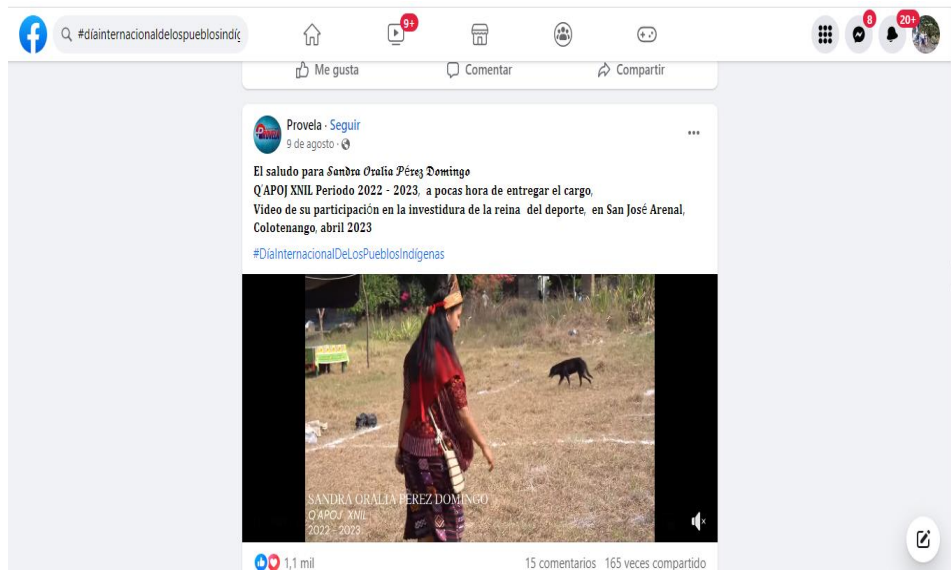 #díainternacionaldelospueblosindíg
9+
8
20+
Me gusta
Comentar
Compartir
PROVELA
Provela · Seguir
9 de agosto ·
El saludo para Sandra Oralia Pérez Domingo
Q'APOJ XNIL Periodo 2022 - 2023, a pocas hora de entregar el cargo,
Video de su participación en la investidura de la reina del deporte, en San José Arenal,
Colotenango, abril 2023
#DíaInternacionalDeLosPueblosIndígenas
SANDRA ORALIA PÉREZ DOMINGO
Q'APOJ XNIL
2022 - 2023
1,1 mil
15 comentarios 165 veces compartido